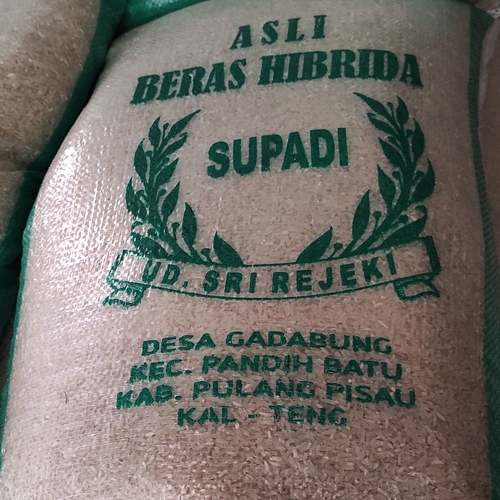 ASLI
BERAS HIBRIDA
SUPADI
UD. SRI REJEKI
DESA GADABUNG
KEC. PANDIH BATU
KAB. PULANG PISAU
KAL - TENG